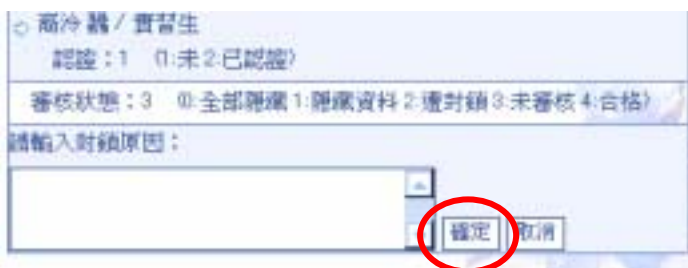 高冷 / 實習生
認證：1 (1:未2:已認證)
審核狀態：3 (0:全部隱藏1:隱藏資料2:遭封鎖3:未審核4:合格)
請輸入封鎖原因：
確定 取消